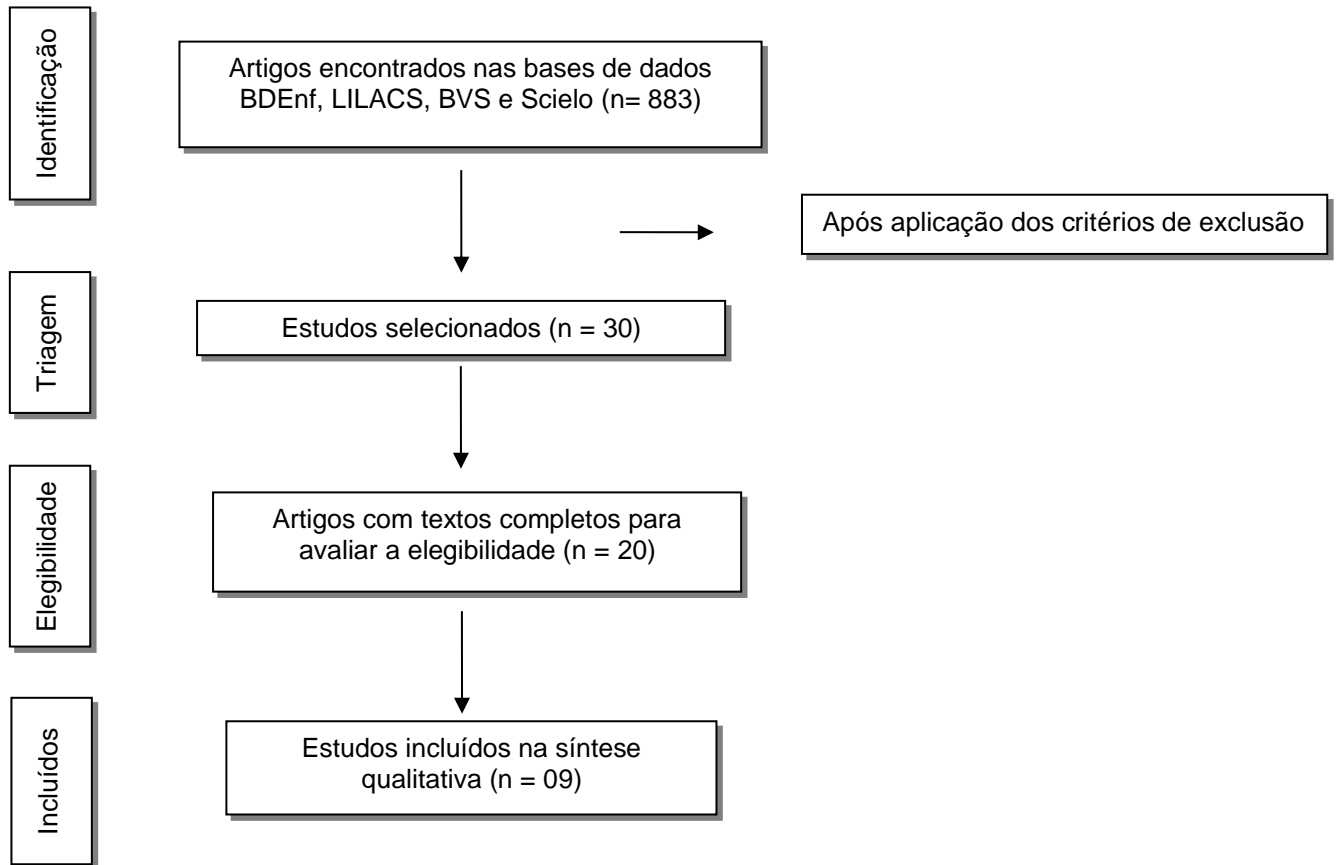 Identificação
Artigos encontrados nas bases de dados
BDEnf, LILACS, BVS e Scielo (n= 883)
Após aplicação dos critérios de exclusão
Triagem
Estudos selecionados (n = 30)
Elegibilidade
Artigos com textos completos para
avaliar a elegibilidade (n = 20)
Incluídos
Estudos incluídos na síntese
qualitativa (n = 09)